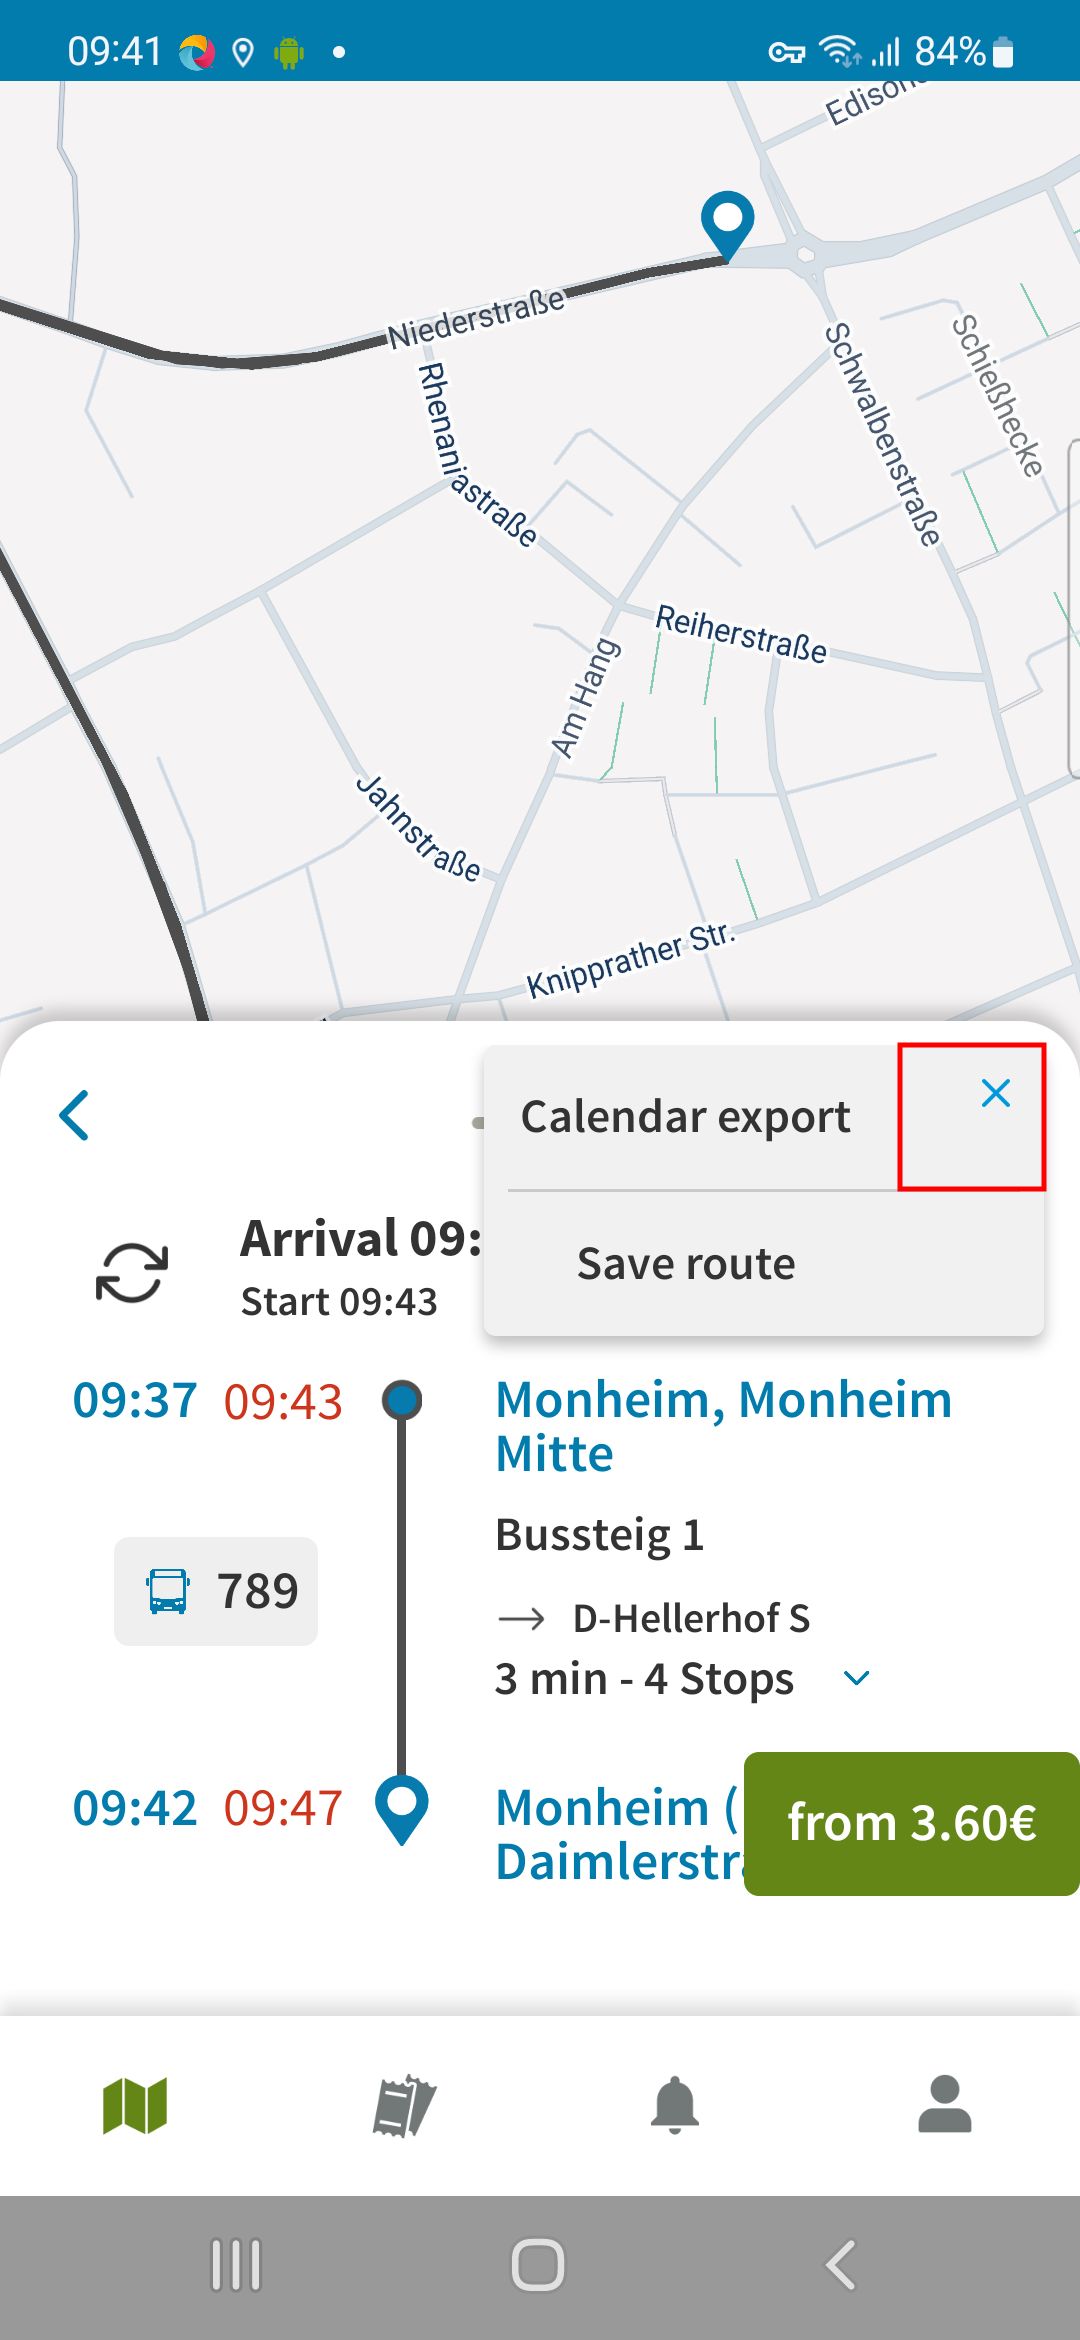 09:41
84%
Edison
Niederstraße
Rhenaniastraße
Schwalbenstraße
Schießhecke
Reiherstraße
Am Hang
Jahnstraße
Knipprather Str.
Calendar export
Save route
Arrival 09:
Start 09:43
09:37 09:43
Monheim, Monheim
Mitte
Bussteig 1
789
→ D-Hellerhof S
3 min - 4 Stops
09:42 09:47
Monheim (
Daimlerstr
from 3.60€